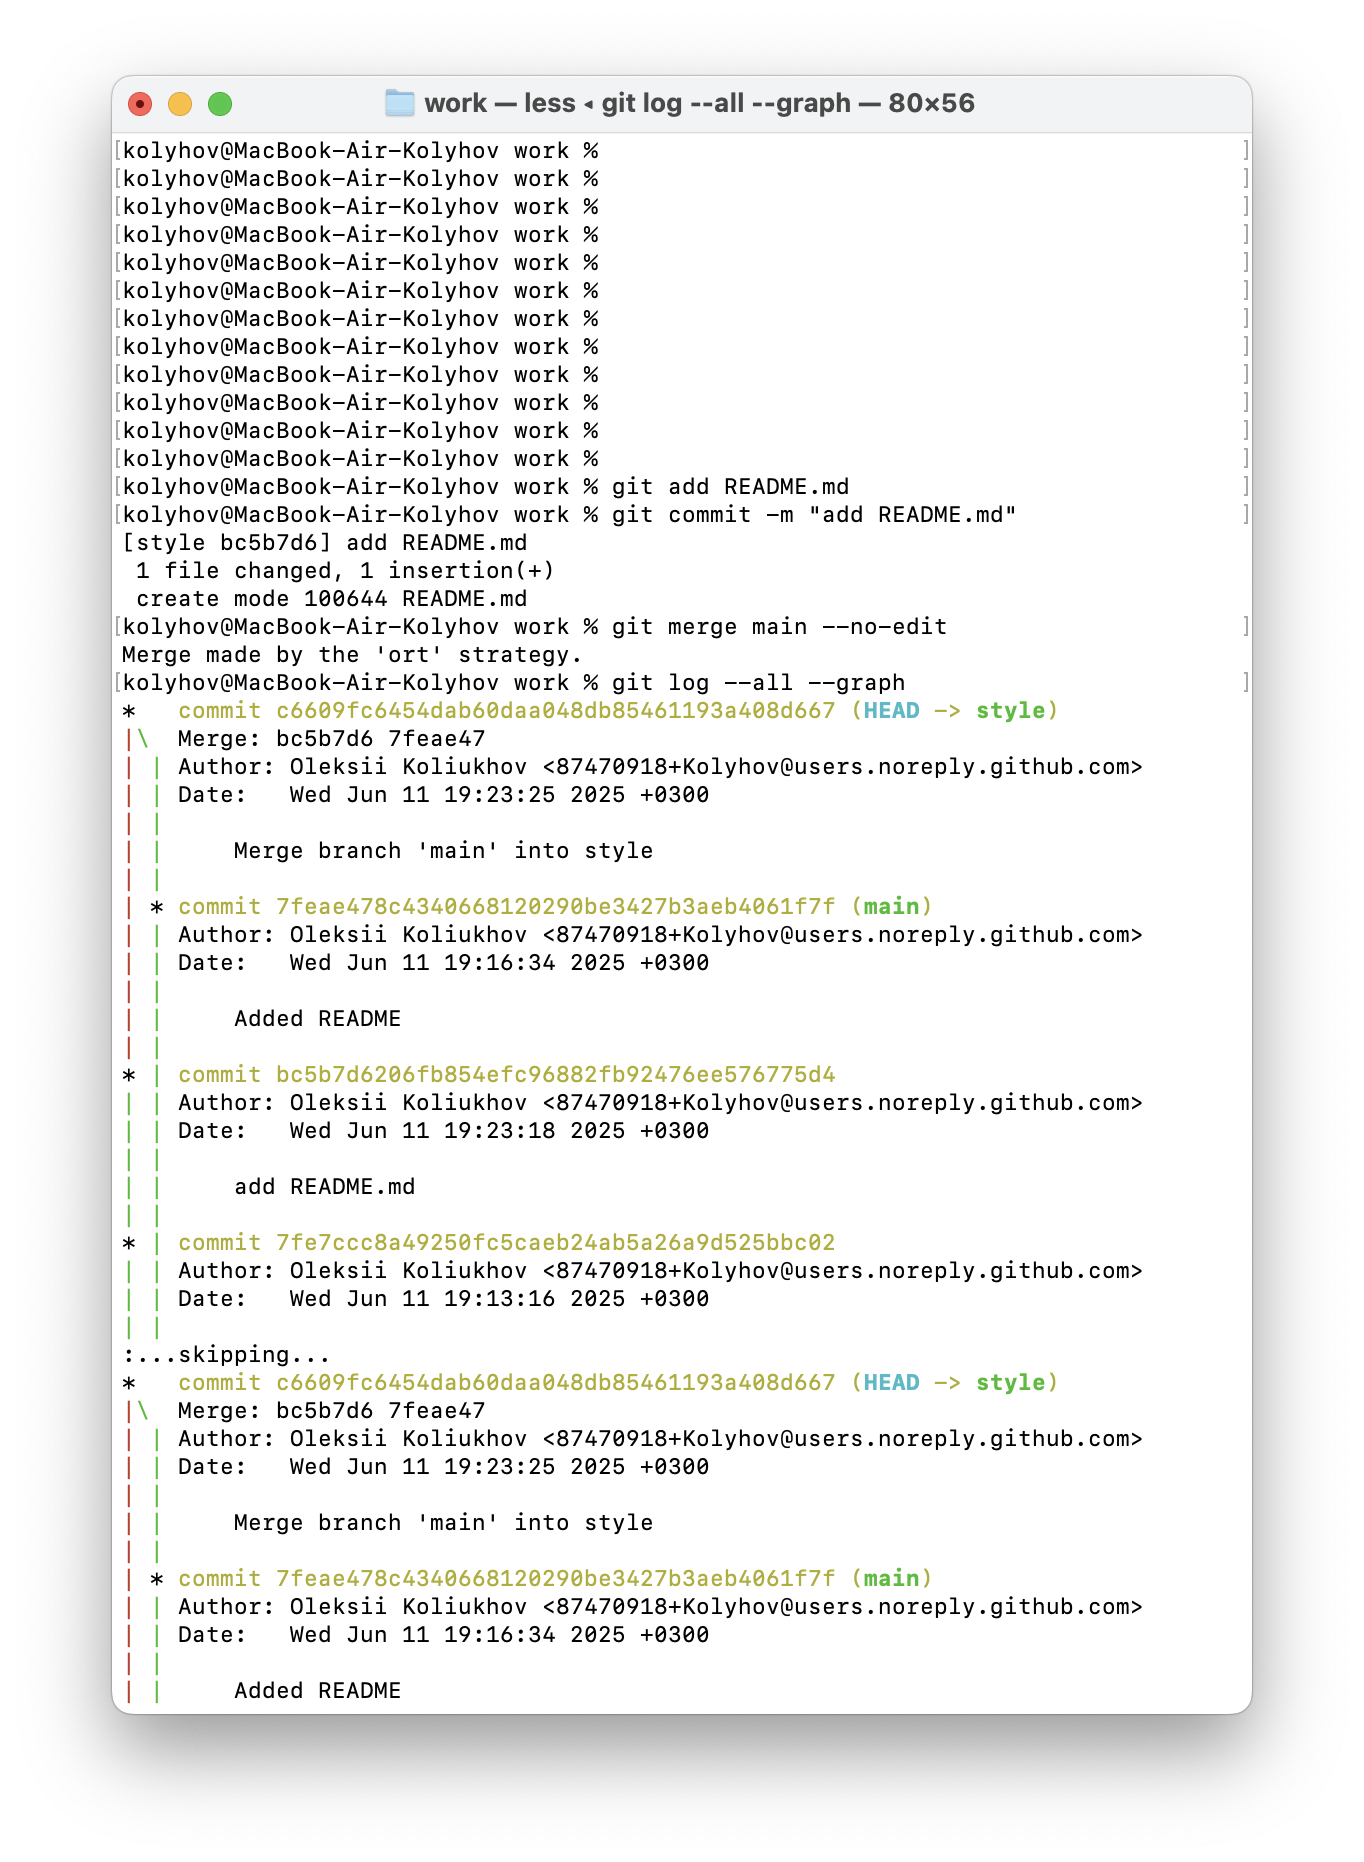 work — less ◂ git log --all --graph — 80×56
[kolyhov@MacBook-Air-Kolyhov work % ]
[kolyhov@MacBook-Air-Kolyhov work % ]
[kolyhov@MacBook-Air-Kolyhov work % ]
[kolyhov@MacBook-Air-Kolyhov work % ]
[kolyhov@MacBook-Air-Kolyhov work % ]
[kolyhov@MacBook-Air-Kolyhov work % ]
[kolyhov@MacBook-Air-Kolyhov work % ]
[kolyhov@MacBook-Air-Kolyhov work % ]
[kolyhov@MacBook-Air-Kolyhov work % ]
[kolyhov@MacBook-Air-Kolyhov work % ]
[kolyhov@MacBook-Air-Kolyhov work % ]
[kolyhov@MacBook-Air-Kolyhov work % ]
[kolyhov@MacBook-Air-Kolyhov work % git add README.md ]
[kolyhov@MacBook-Air-Kolyhov work % git commit -m "add README.md" ]
[style bc5b7d6] add README.md
 1 file changed, 1 insertion(+)
 create mode 100644 README.md
[kolyhov@MacBook-Air-Kolyhov work % git merge main --no-edit ]
Merge made by the 'ort' strategy.
[kolyhov@MacBook-Air-Kolyhov work % git log --all --graph ]
*   commit c6609fc6454dab60daa048db85461193a408d667 (HEAD -> style)
|\  Merge: bc5b7d6 7feae47
| | Author: Oleksii Koliukhov <87470918+Kolyhov@users.noreply.github.com>
| | Date:   Wed Jun 11 19:23:25 2025 +0300
| |
| |     Merge branch 'main' into style
| |
| * commit 7feae478c4340668120290be3427b3aeb4061f7f (main)
| | Author: Oleksii Koliukhov <87470918+Kolyhov@users.noreply.github.com>
| | Date:   Wed Jun 11 19:16:34 2025 +0300
| |
| |     Added README
| |
* | commit bc5b7d6206fb854efc96882fb92476ee576775d4
| | Author: Oleksii Koliukhov <87470918+Kolyhov@users.noreply.github.com>
| | Date:   Wed Jun 11 19:23:18 2025 +0300
| |
| |     add README.md
| |
* | commit 7fe7ccc8a49250fc5caeb24ab5a26a9d525bbc02
| | Author: Oleksii Koliukhov <87470918+Kolyhov@users.noreply.github.com>
| | Date:   Wed Jun 11 19:13:16 2025 +0300
| |
:...skipping...
*   commit c6609fc6454dab60daa048db85461193a408d667 (HEAD -> style)
|\  Merge: bc5b7d6 7feae47
| | Author: Oleksii Koliukhov <87470918+Kolyhov@users.noreply.github.com>
| | Date:   Wed Jun 11 19:23:25 2025 +0300
| |
| |     Merge branch 'main' into style
| |
| * commit 7feae478c4340668120290be3427b3aeb4061f7f (main)
| | Author: Oleksii Koliukhov <87470918+Kolyhov@users.noreply.github.com>
| | Date:   Wed Jun 11 19:16:34 2025 +0300
| |
| |     Added README